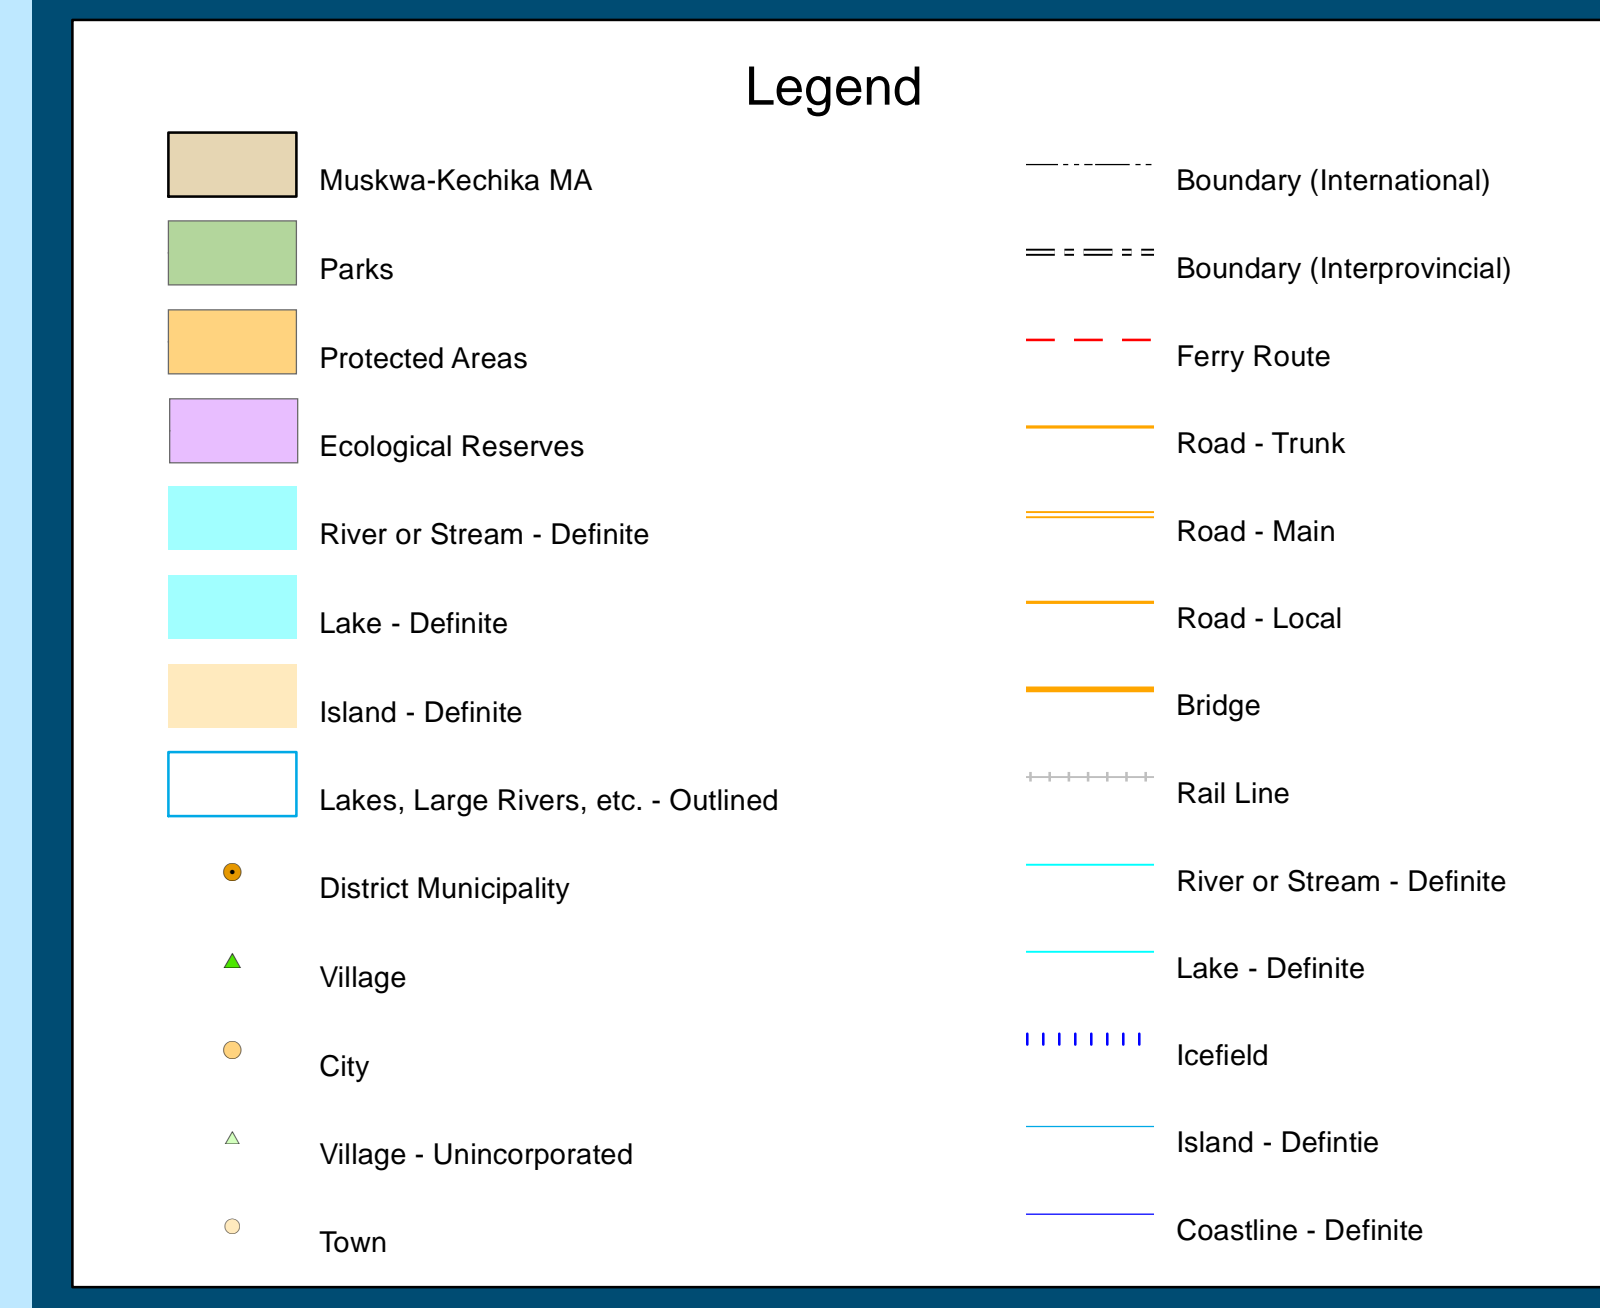 Legend
Muskwa-Kechika MA
Parks
Protected Areas
Ecological Reserves
River or Stream - Definite
Lake - Definite
Island - Definite
Lakes, Large Rivers, etc. - Outlined
District Municipality
Village
City
Village - Unincorporated
Town
Boundary (International)
Boundary (Interprovincial)
Ferry Route
Road - Trunk
Road - Main
Road - Local
Bridge
Rail Line
River or Stream - Definite
Lake - Definite
Icefield
Island - Defintie
Coastline - Definite